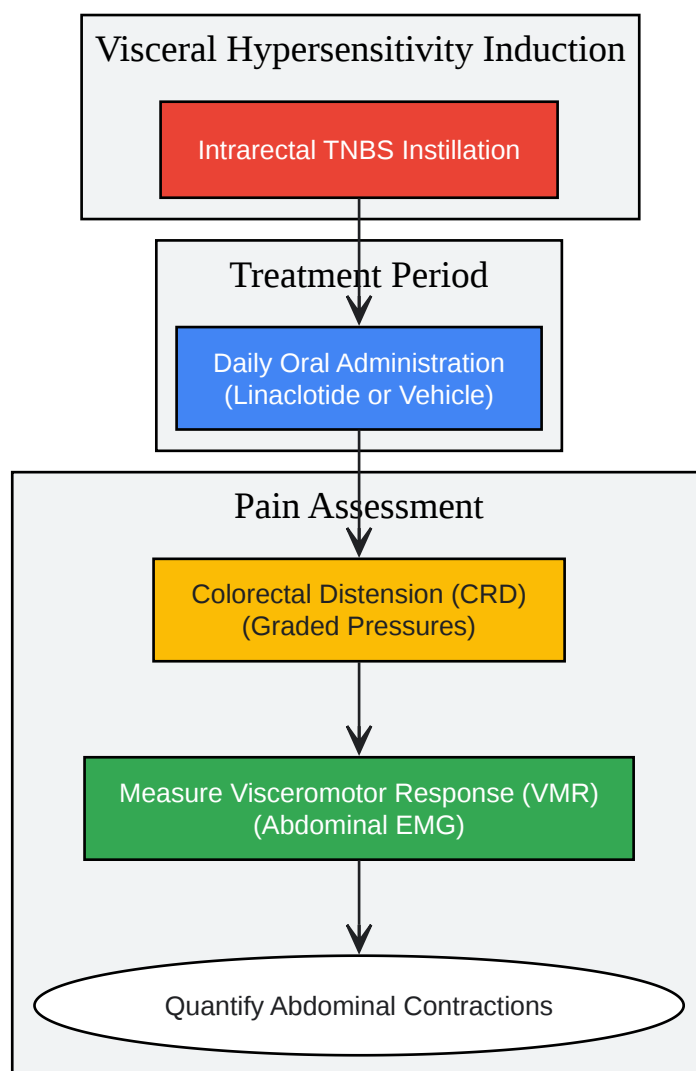 Visceral Hypersensitivity Induction
Intrarectal TNBS Instillation
Treatment Period
Daily Oral Administration
(Linaclotide or Vehicle)
Pain Assessment
Colorectal Distension (CRD)
(Graded Pressures)
Measure Visceromotor Response (VMR)
(Abdominal EMG)
Quantify Abdominal Contractions